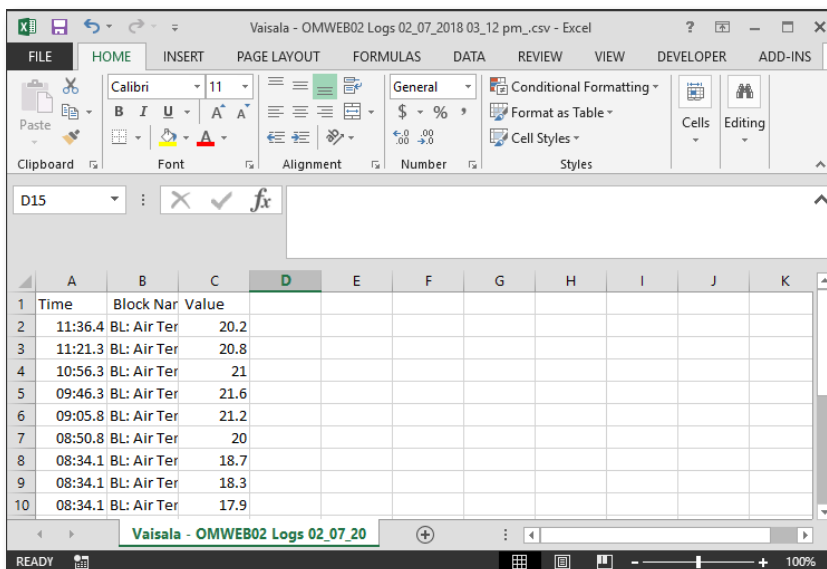 Vaisala - OMWEB02 Logs 02_07_2018 03_12 pm_.csv - Excel
FILE HOME INSERT PAGE LAYOUT FORMULAS DATA REVIEW VIEW DEVELOPER ADD-INS
Paste
Clipboard
Calibri 11
B I U A A
A
Font
Alignment
General
$ % ,
Number
Conditional Formatting
Format as Table
Cell Styles
Styles
Cells
Editing
D15 fx
A B C D E F G H I J K
1 Time Block Nar Value
2 11:36.4 BL: Air Ter 20.2
3 11:21.3 BL: Air Ter 20.8
4 10:56.3 BL: Air Ter 21
5 09:46.3 BL: Air Ter 21.6
6 09:05.8 BL: Air Ter 21.2
7 08:50.8 BL: Air Ter 20
8 08:34.1 BL: Air Ter 18.7
9 08:34.1 BL: Air Ter 18.3
10 08:34.1 BL: Air Ter 17.9
Vaisala - OMWEB02 Logs 02_07_20
READY 100%